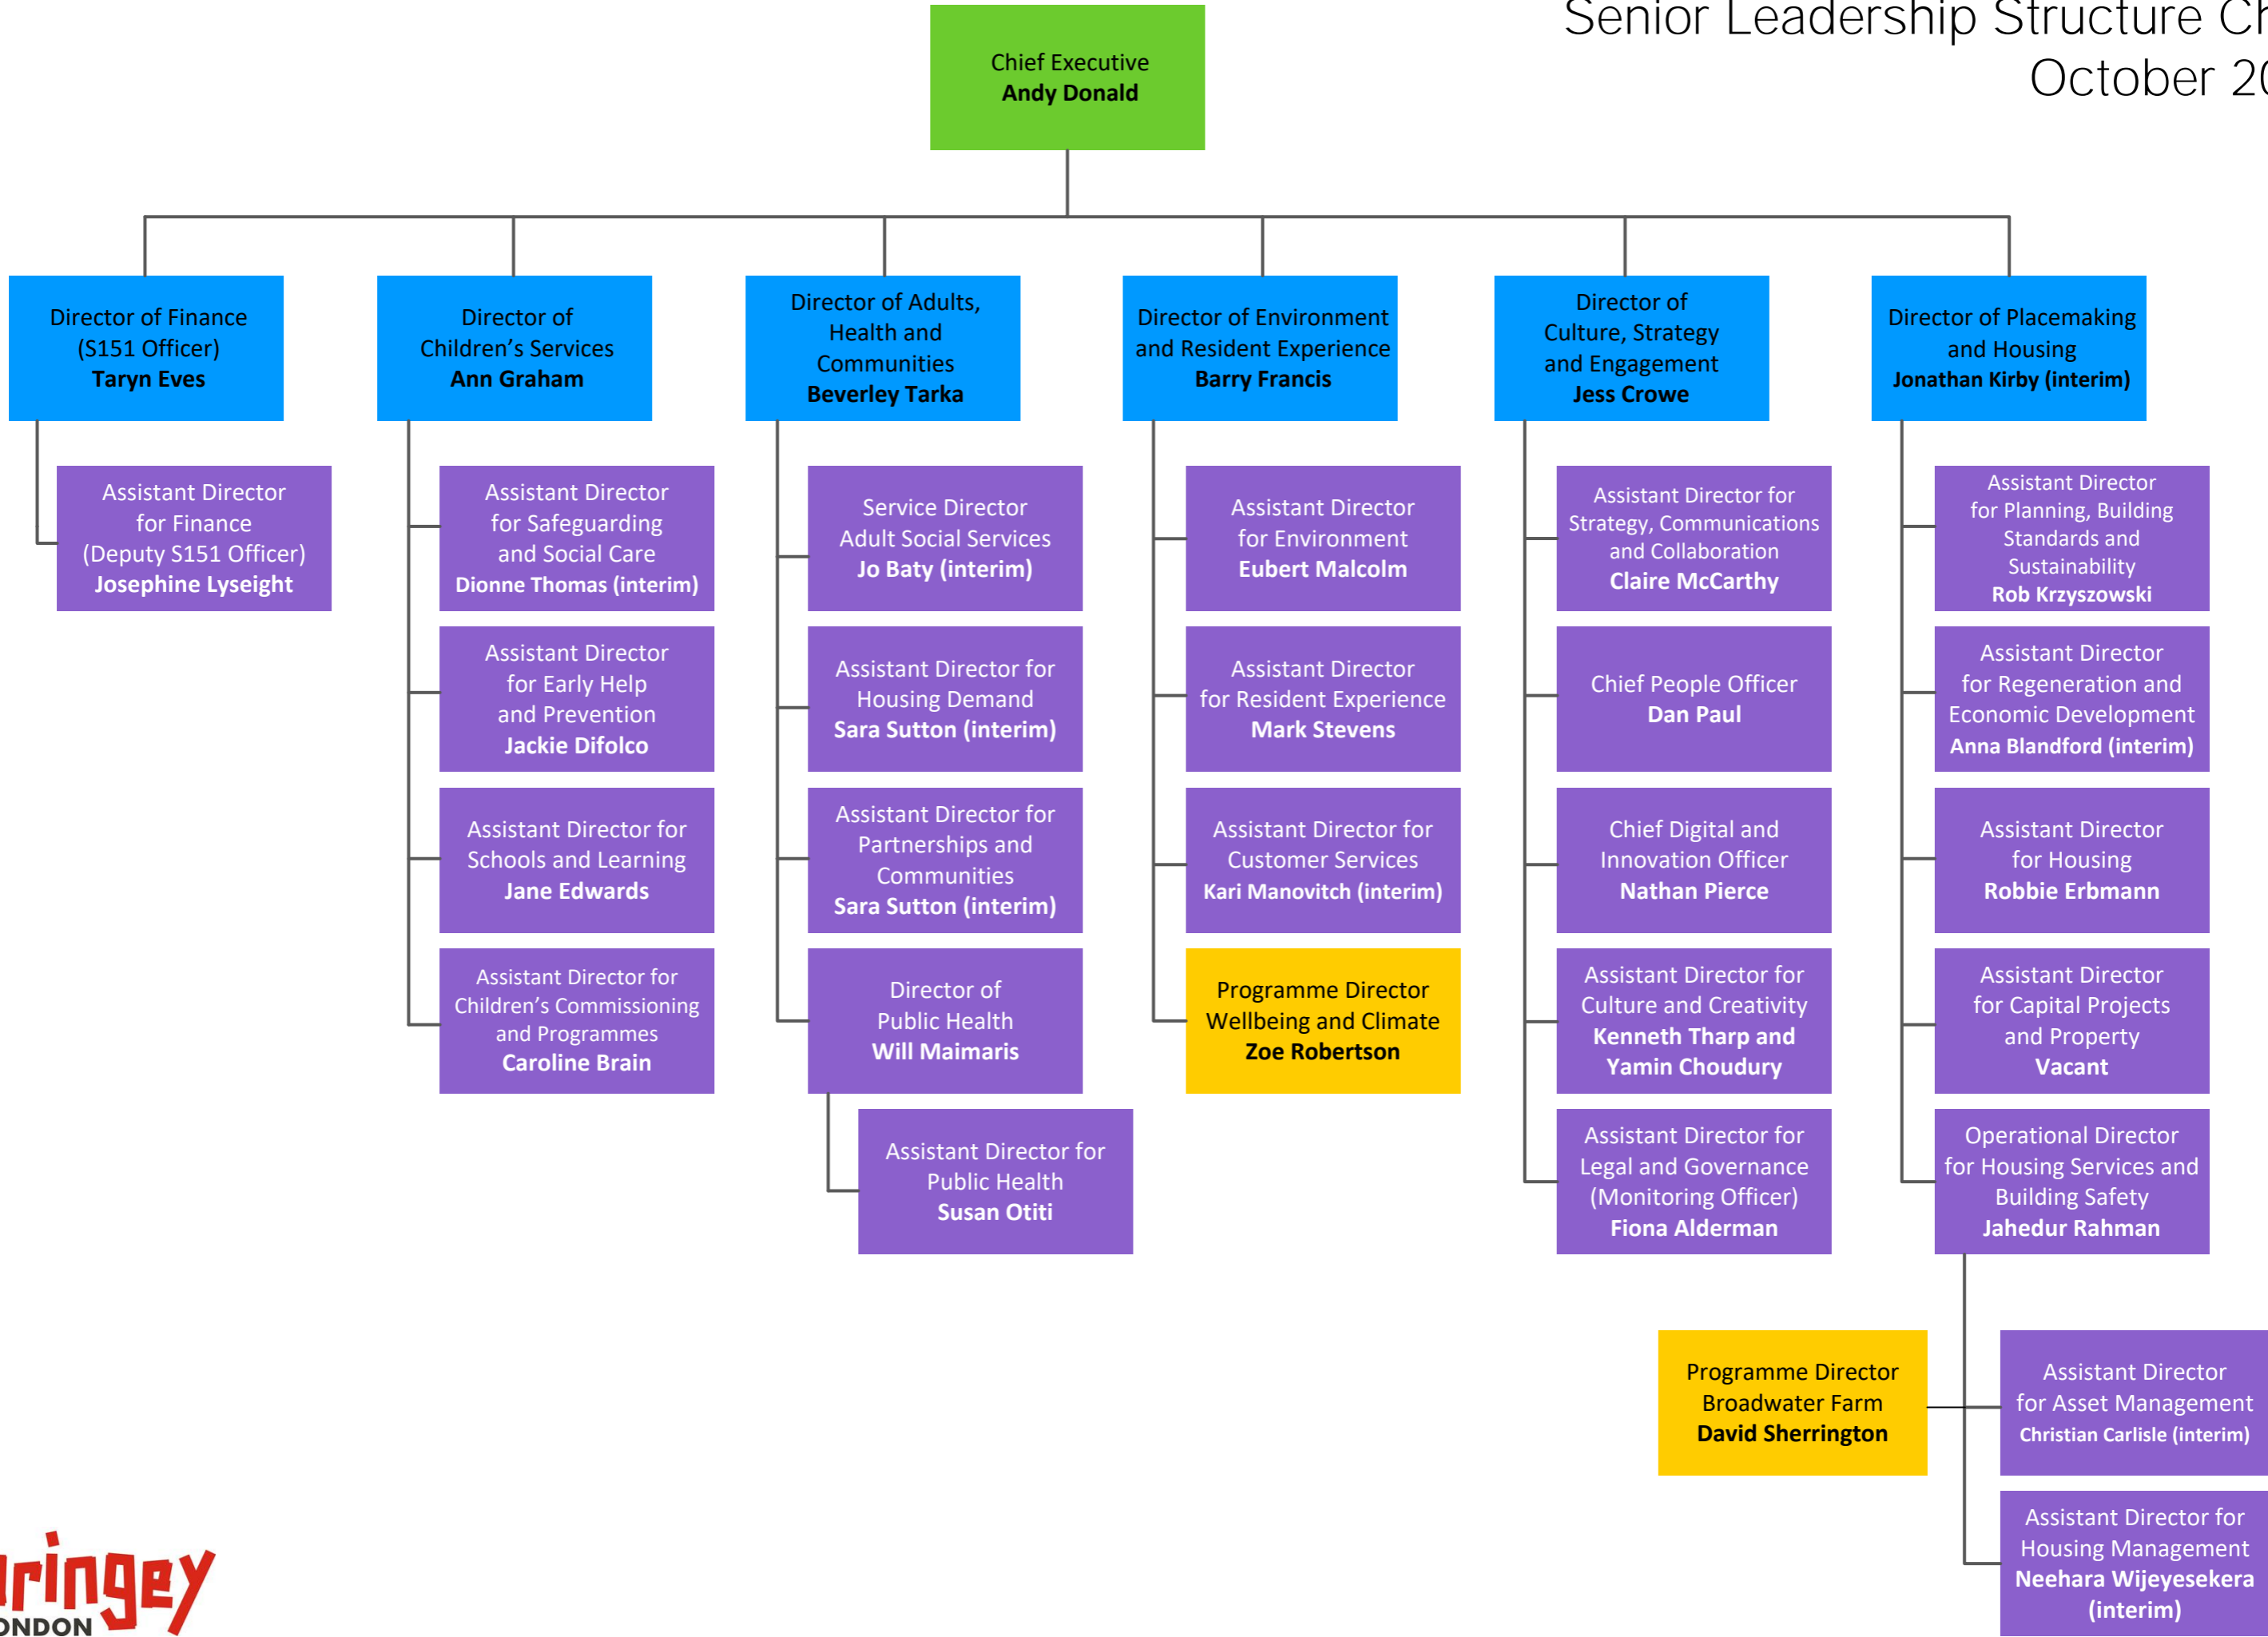 Senior Leadership Structure
October
Chief Executive
Andy Donald
Director of Finance
(S151 Officer)
Taryn Eves
Assistant Director
for Finance
(Deputy S151 Officer)
Josephine Lyseight
Director of
Children’s Services
Ann Graham
Assistant Director
for Safeguarding
and Social Care
Dionne Thomas (interim)
Assistant Director
for Early Help
and Prevention
Jackie Difolco
Assistant Director for
Schools and Learning
Jane Edwards
Assistant Director for
Children’s Commissioning
and Programmes
Caroline Brain
Director of Adults,
Health and
Communities
Beverley Tarka
Service Director
Adult Social Services
Jo Baty (interim)
Assistant Director for
Housing Demand
Sara Sutton (interim)
Assistant Director for
Partnerships and
Communities
Sara Sutton (interim)
Director of
Public Health
Will Maimaris
Assistant Director for
Public Health
Susan Otiti
Director of Environment
and Resident Experience
Barry Francis
Assistant Director
for Environment
Eubert Malcolm
Assistant Director
for Resident Experience
Mark Stevens
Assistant Director for
Customer Services
Kari Manovitch (interim)
Programme Director
Wellbeing and Climate
Zoe Robertson
Director of
Culture, Strategy
and Engagement
Jess Crowe
Assistant Director for
Strategy, Communications
and Collaboration
Claire McCarthy
Chief People Officer
Dan Paul
Chief Digital and
Innovation Officer
Nathan Pierce
Assistant Director for
Culture and Creativity
Kenneth Tharp and
Yamin Choudury
Assistant Director for
Legal and Governance
(Monitoring Officer)
Fiona Alderman
Director of Placemaking
and Housing
Jonathan Kirby (interim)
Assistant Director
for Planning, Building
Standards and
Sustainability
Rob Krzyszowski
Assistant Director
for Regeneration and
Economic Development
Anna Blandford (interim)
Assistant Director
for Housing
Robbie Erbmann
Assistant Director
for Capital Projects
and Property
Vacant
Operational Director
for Housing Services and
Building Safety
Jahedur Rahman
Programme Director
Broadwater Farm
David Sherrington
Assistant Director
for Asset Management
Christian Carlisle (interim)
Assistant Director for
Housing Management
Neehara Wijeyesekera
(interim)